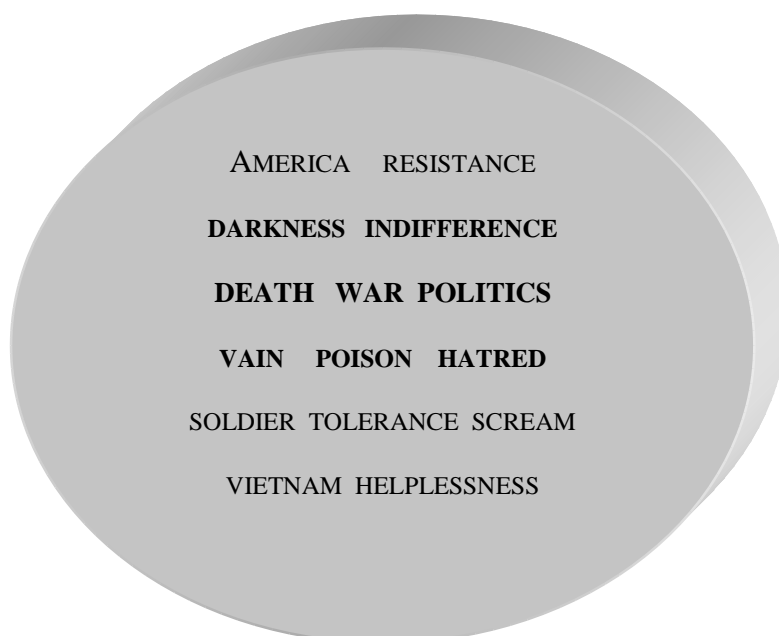 AMERICA RESISTANCE
DARKNESS INDIFFERENCE
DEATH WAR POLITICS
VAIN POISON HATRED
SOLDIER TOLERANCE SCREAM
VIETNAM HELPLESSNESS